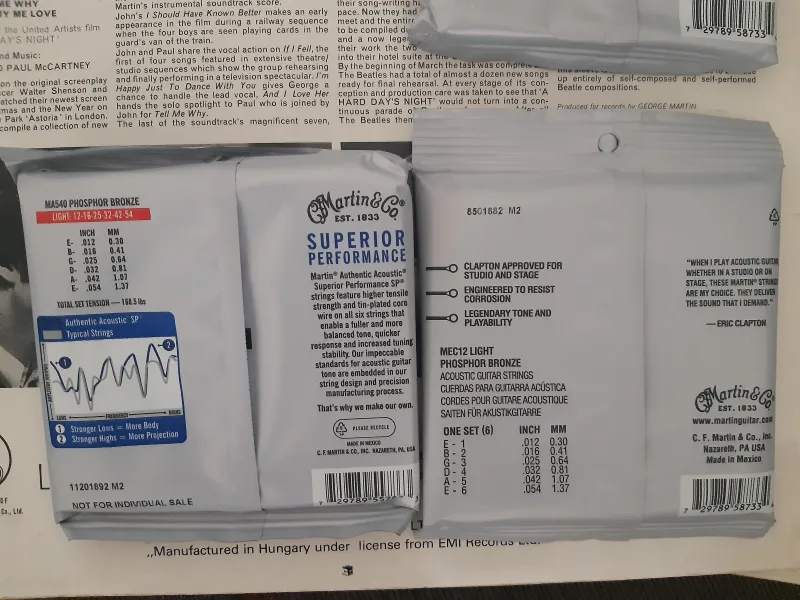 ME WHY
BY ME LOVE
the United Artists film
DAY'S NIGHT'
and Music:
PAUL McCARTNEY
on the original screenplay
Walter Shenson and
watched their newest screen
and the New Year on
Park 'Astoria' in London.
compile a collection of new
Martin's instrumental soundtrack score.
John's I Should Have Known Better makes an early
appearance in the film during a railway sequence
when the four boys are seen playing cards in the
guard's van of the train.
John and Paul share the vocal action on If I Fell, the
first of four songs featured in extensive theatre/
studio sequences which show the group rehearsing
and finally performing in a television spectacular. I'm
Happy Just To Dance With You gives George a
chance to handle the lead vocal, And I Love Her
hands the solo spotlight to Paul who is joined by
John for Tell Me Why.
The last of the soundtrack's magnificent seven,
their song-writing
pace. Now they had
meet and the entire
to be compiled
and a now
their work the two
into their hotel suite at the
By the beginning of March the task was
The Beatles had a total of almost a dozen new songs
ready for final rehearsal. At every stage of its con-
ception and production care was taken to see that 'A
HARD DAY'S NIGHT' would not turn into a con-
tinuous parade of
The Beatles
up entirely of self-composed and self-performed
Beatle compositions.
Produced for records by GEORGE MARTIN
7 29789 58733
MA540 PHOSPHOR BRONZE
LIGHT: 12-16-25-32-42-54
INCH MM
E- .012 0.30
B- .016 0.41
G- .025 0.64
D- .032 0.81
A- .042 1.07
E- .054 1.37
TOTAL SET TENSION — 168.5 lbs
Authentic Acoustic SP
Typical Strings
1
2
LOWS FREQUENCY HIGHS
1 Stronger Lows = More Body
2 Stronger Highs = More Projection
11201892 M2
NOT FOR INDIVIDUAL SALE
Martin & Co.®
EST. 1833
SUPERIOR
PERFORMANCE
Martin® Authentic Acoustic®
Superior Performance SP®
strings feature higher tensile
strength and tin-plated core
wire on all six strings that
enable a fuller and more
balanced tone, quicker
response and increased tuning
stability. Our impeccable
standards for acoustic guitar
tone are embedded in our
string design and precision
manufacturing process.
That's why we make our own.
PLEASE RECYCLE
MADE IN MEXICO
C. F. MARTIN & CO., INC. NAZARETH, PA, USA
7 29789
8501882 M2
CLAPTON APPROVED FOR
STUDIO AND STAGE
ENGINEERED TO RESIST
CORROSION
LEGENDARY TONE AND
PLAYABILITY
MEC12 LIGHT
PHOSPHOR BRONZE
ACOUSTIC GUITAR STRINGS
CUERDAS PARA GUITARRA ACÚSTICA
CORDES POUR GUITARE ACOUSTIQUE
SAITEN FÜR AKUSTIKGITARRE
ONE SET (6) INCH MM
E - 1 .012 0.30
B - 2 .016 0.41
G - 3 .025 0.64
D - 4 .032 0.81
A - 5 .042 1.07
E - 6 .054 1.37
"WHEN I PLAY ACOUSTIC GUITAR
WHETHER IN A STUDIO OR ON
STAGE, THESE MARTIN® STRINGS
ARE MY CHOICE. THEY DELIVER
THE SOUND THAT I DEMAND."
— ERIC CLAPTON
Martin & Co.
EST. 1833
www.martinguitar.com
C. F. Martin & Co., Inc.
Nazareth, PA USA
Made in Mexico
7 29789 58733
Co., Ltd.
L
„Manufactured in Hungary under license from EMI Records Ltd.